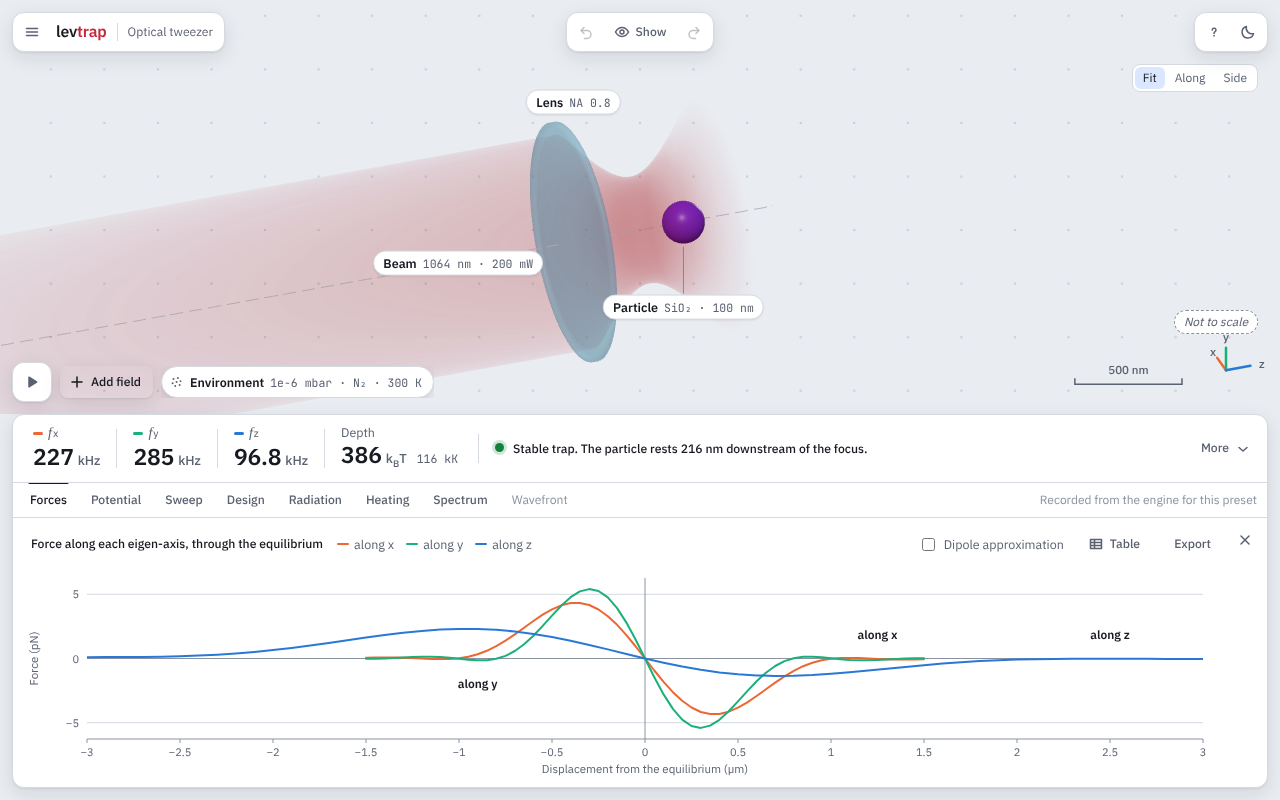 levtrap Optical tweezer
Show
?
Fit Along Side
Lens NA 0.8
Beam 1064 nm · 200 mW
Particle SiO₂ · 100 nm
Not to scale
y
x
z
500 nm
Add field
Environment 1e-6 mbar · N₂ · 300 K
fx fy fz Depth
227 kHz 285 kHz 96.8 kHz 386 kBT 116 kK
Stable trap. The particle rests 216 nm downstream of the focus.
More
Forces Potential Sweep Design Radiation Heating Spectrum Wavefront
Recorded from the engine for this preset
Force along each eigen-axis, through the equilibrium along x along y along z
Dipole approximation Table Export
5
0
−5
Force (pN)
along x
along z
along y
−3 −2.5 −2 −1.5 −1 −0.5 0 0.5 1 1.5 2 2.5 3
Displacement from the equilibrium (µm)